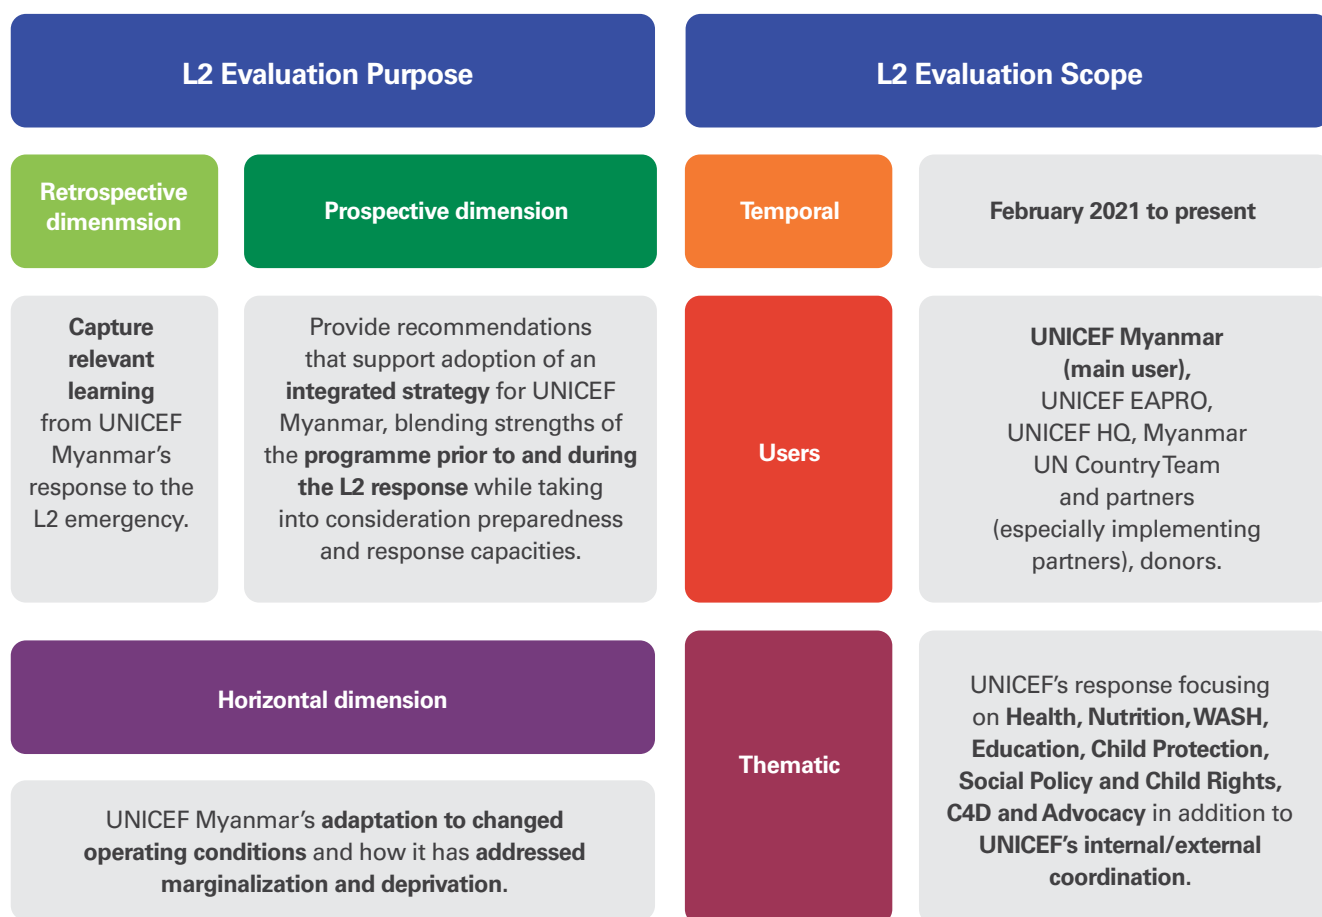 L2 Evaluation Purpose
Retrospective
dimenmsion
Prospective dimension
Capture
relevant
learning
from UNICEF
Myanmar’s
response to the
L2 emergency.
Provide recommendations
that support adoption of an
integrated strategy for UNICEF
Myanmar, blending strengths of
the programme prior to and during
the L2 response while taking
into consideration preparedness
and response capacities.
Horizontal dimension
UNICEF Myanmar’s adaptation to changed
operating conditions and how it has addressed
marginalization and deprivation.
L2 Evaluation Scope
Temporal
February 2021 to present
Users
UNICEF Myanmar
(main user),
UNICEF EAPRO,
UNICEF HQ, Myanmar
UN Country Team
and partners
(especially implementing
partners), donors.
Thematic
UNICEF’s response focusing
on Health, Nutrition, WASH,
Education, Child Protection,
Social Policy and Child Rights,
C4D and Advocacy in addition to
UNICEF’s internal/external
coordination.